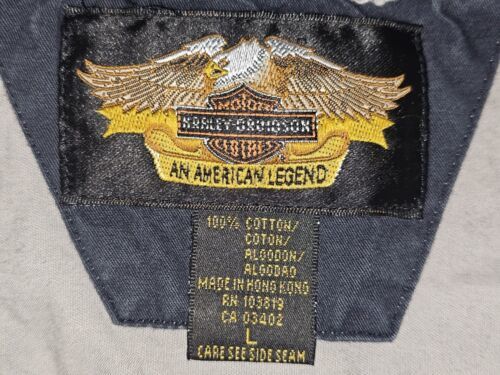 MOTOR
HARLEY-DAVIDSON
AN AMERICAN LEGEND
100% COTTON/
COTON/
ALGODON/
ALGODAO
MADE IN HONG KONG
RN 103819
CA 03402
L
CARE SEE SIDE SEAM